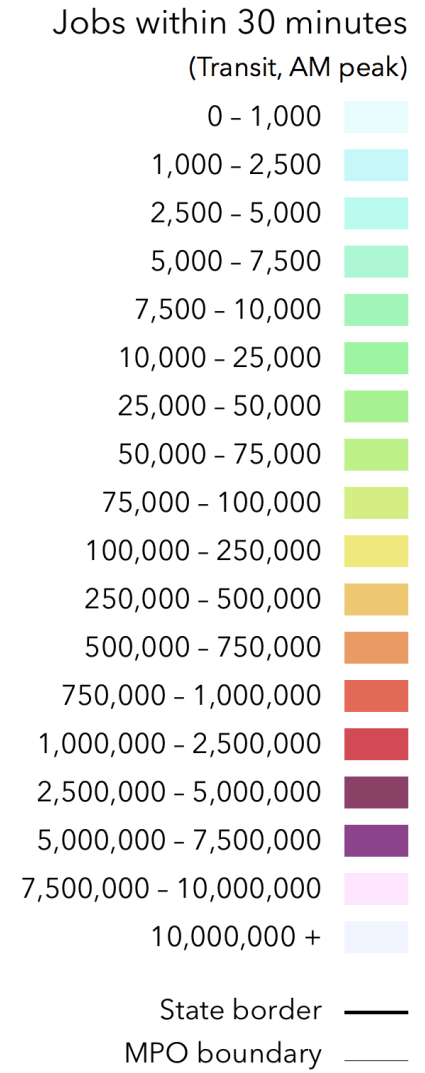 Jobs within 30 minutes
(Transit, AM peak)
0 – 1,000
1,000 – 2,500
2,500 – 5,000
5,000 – 7,500
7,500 – 10,000
10,000 – 25,000
25,000 – 50,000
50,000 – 75,000
75,000 – 100,000
100,000 – 250,000
250,000 – 500,000
500,000 – 750,000
750,000 – 1,000,000
1,000,000 – 2,500,000
2,500,000 – 5,000,000
5,000,000 – 7,500,000
7,500,000 – 10,000,000
10,000,000 +
State border
MPO boundary